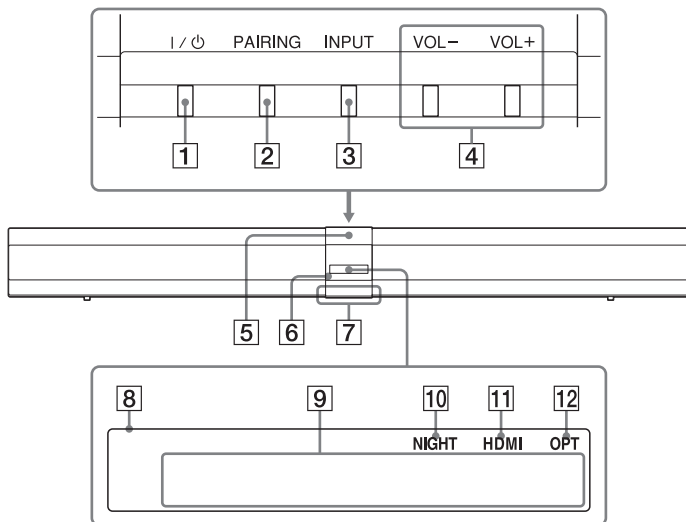 I / ⏻ PAIRING INPUT VOL− VOL+
1 2 3 4
5 6 7
8 9 10 11 12
NIGHT HDMI OPT